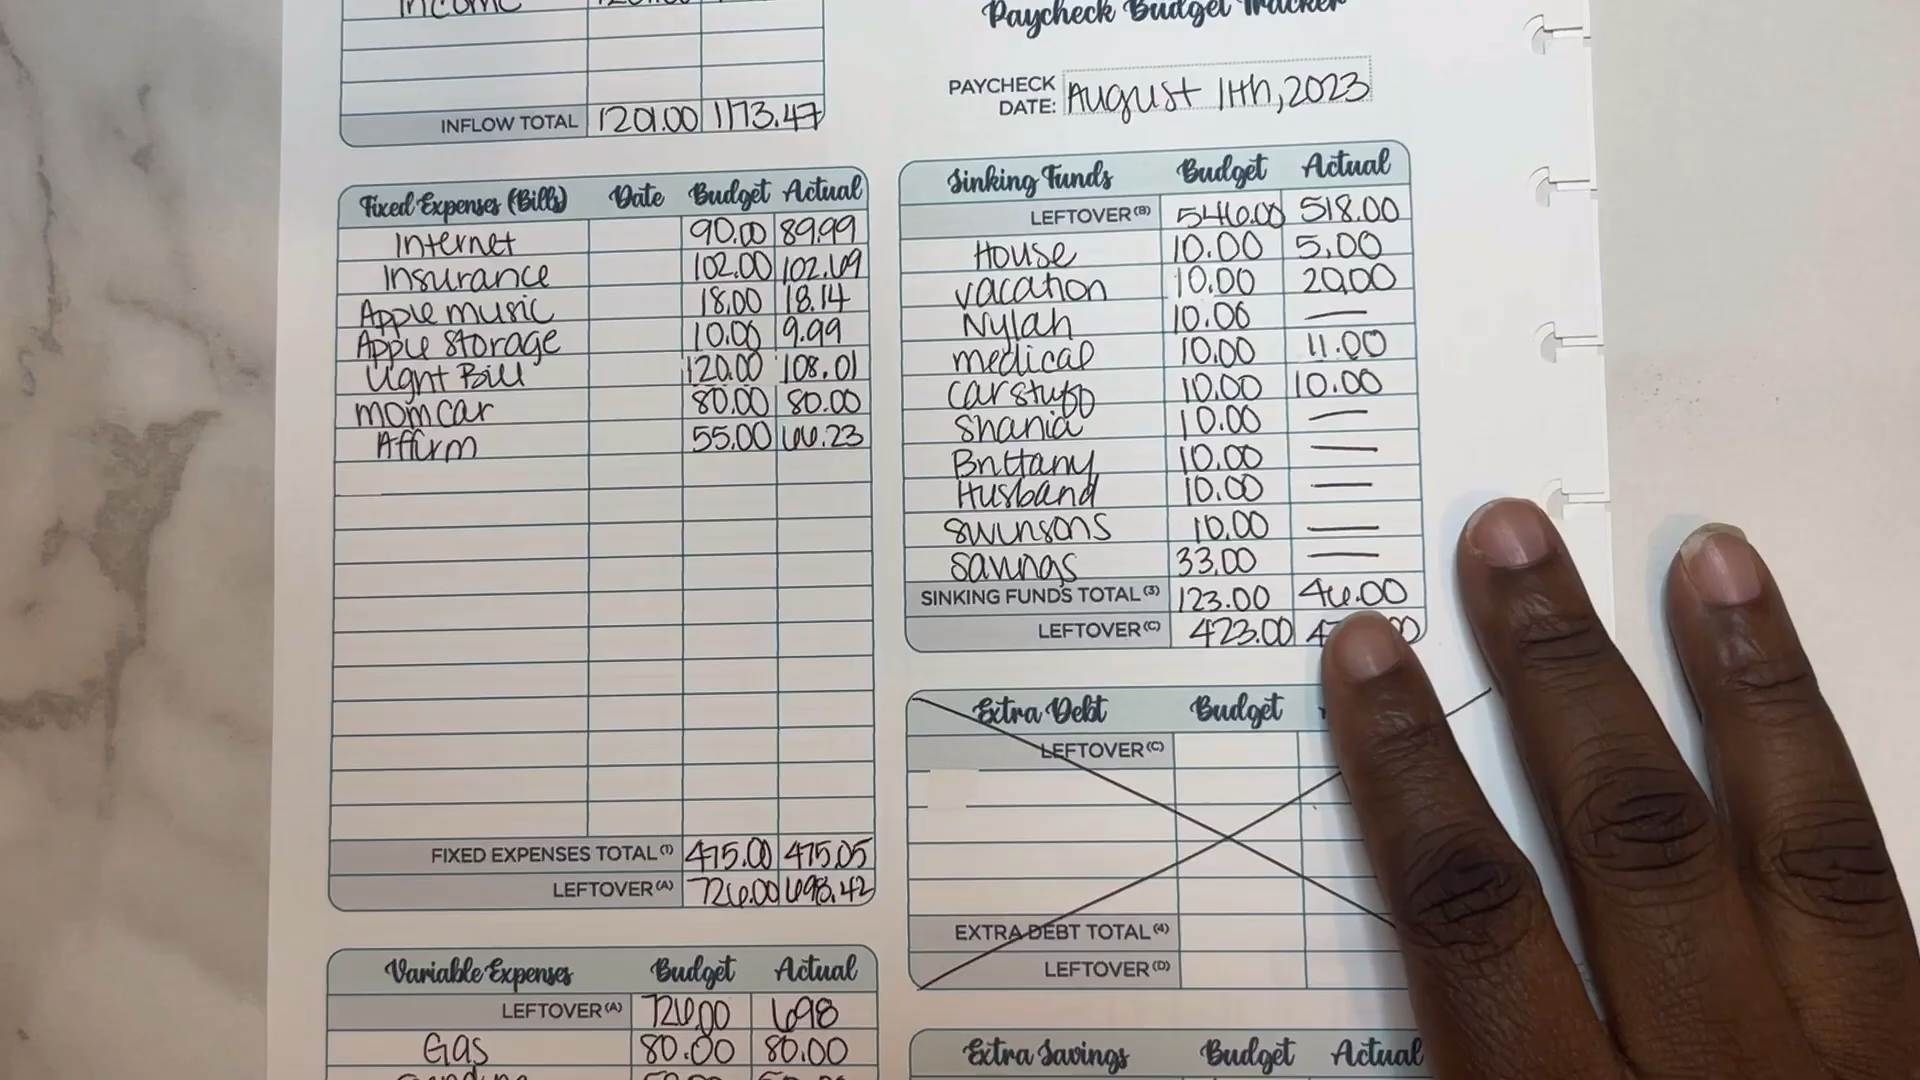 Income
INFLOW TOTAL 1201.00 1173.47
Paycheck Budget Tracker
PAYCHECK DATE: August 11th, 2023
Fixed Expenses (Bills) Date Budget Actual
Internet 90.00 89.99
Insurance 102.00 102.69
Apple music 18.00 18.14
Apple Storage 10.00 9.99
Light Bill 120.00 108.01
mom car 80.00 80.00
Affirm 55.00 66.23
FIXED EXPENSES TOTAL (1) 475.00 475.05
LEFTOVER (A) 726.00 698.42
Variable Expenses Budget Actual
LEFTOVER (A) 726.00 698
Gas 80.00 80.00
Sinking Funds Budget Actual
LEFTOVER (B) 546.00 518.00
House 10.00 5.00
vacation 10.00 20.00
Nylah 10.00 —
medical 10.00 11.00
car stuff 10.00 10.00
Shania 10.00 —
Brittany 10.00 —
Husband 10.00 —
Swinsons 10.00 —
Savings 33.00 —
SINKING FUNDS TOTAL (3) 123.00 46.00
LEFTOVER (C) 423.00
Extra Debt Budget
LEFTOVER (C)
EXTRA DEBT TOTAL (4)
LEFTOVER (D)
Extra Savings Budget Actual